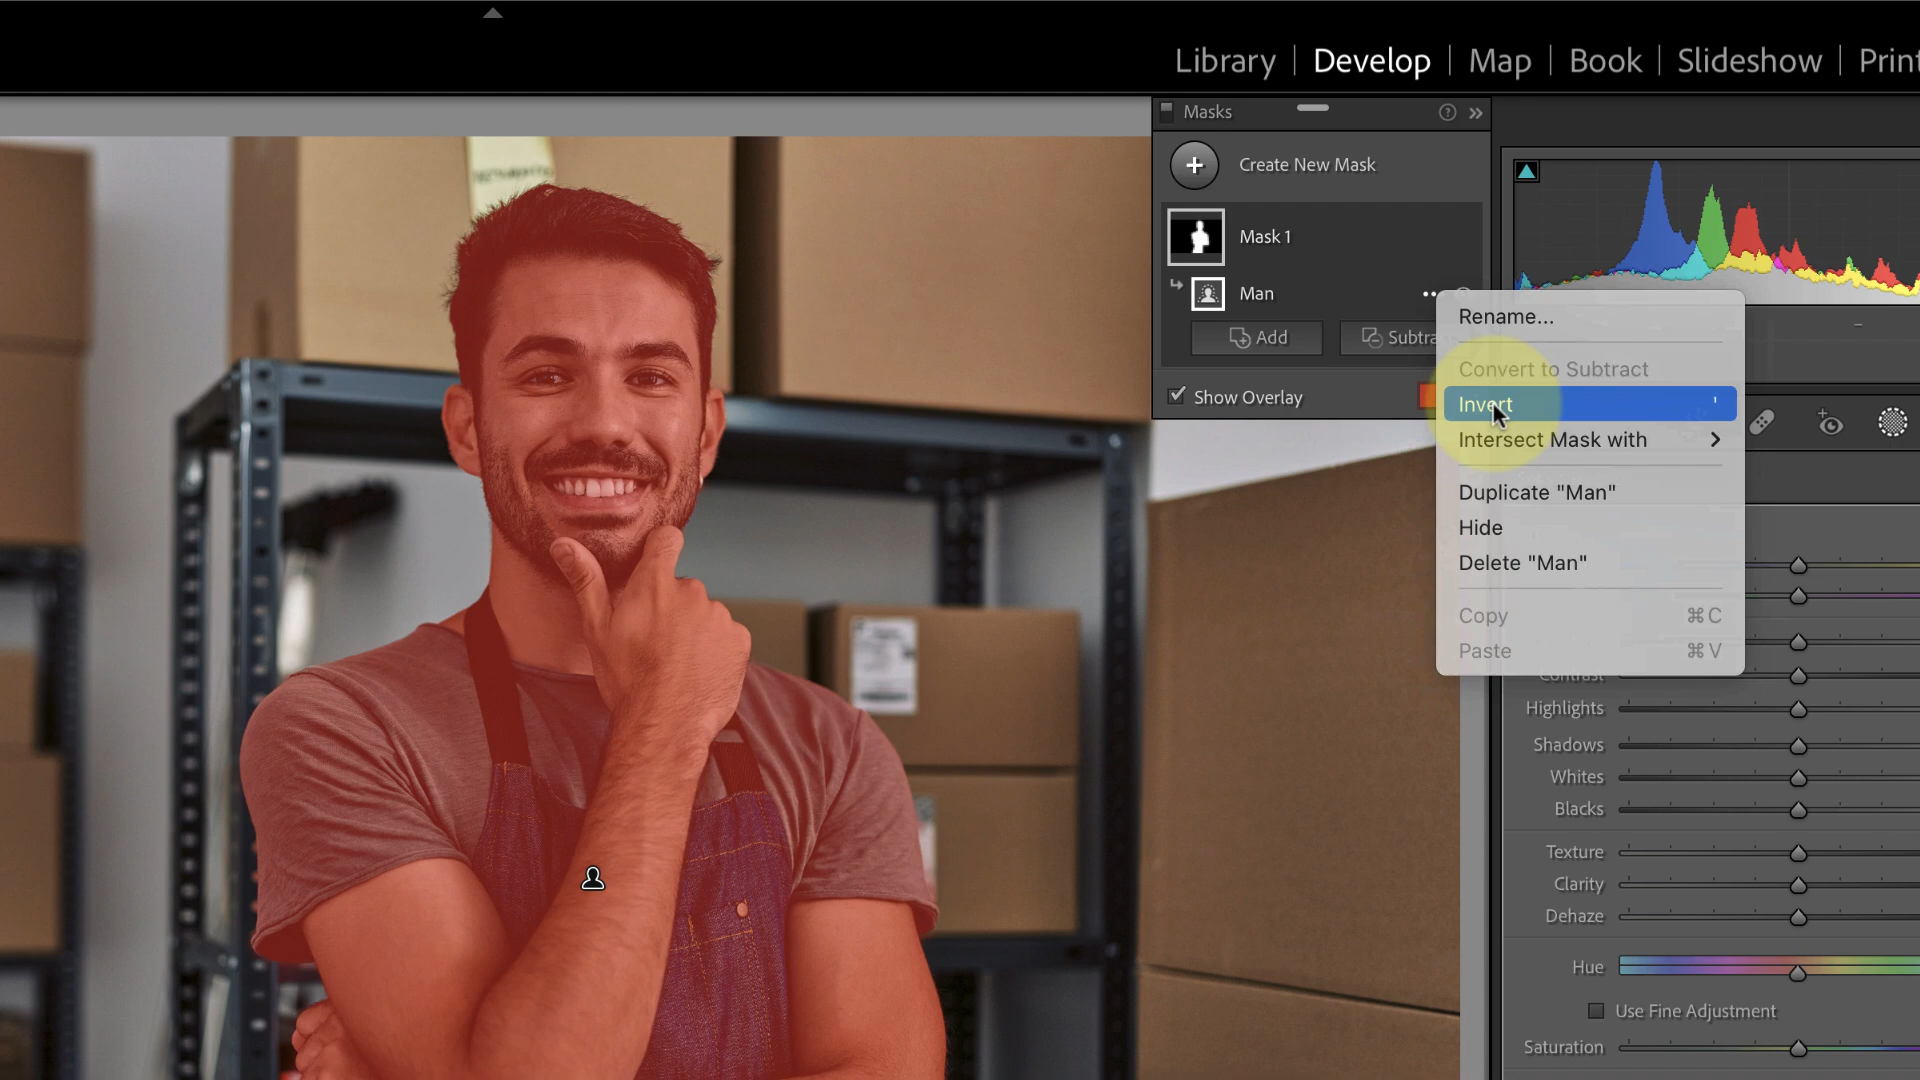 Library | Develop | Map | Book | Slideshow | Print
Masks
Create New Mask
Mask 1
Man
Add
Subtra
Show Overlay
Rename...
Convert to Subtract
Invert '
Intersect Mask with
Duplicate "Man"
Hide
Delete "Man"
Copy ⌘ C
Paste ⌘ V
Contrast
Highlights
Shadows
Whites
Blacks
Texture
Clarity
Dehaze
Hue
Use Fine Adjustment
Saturation